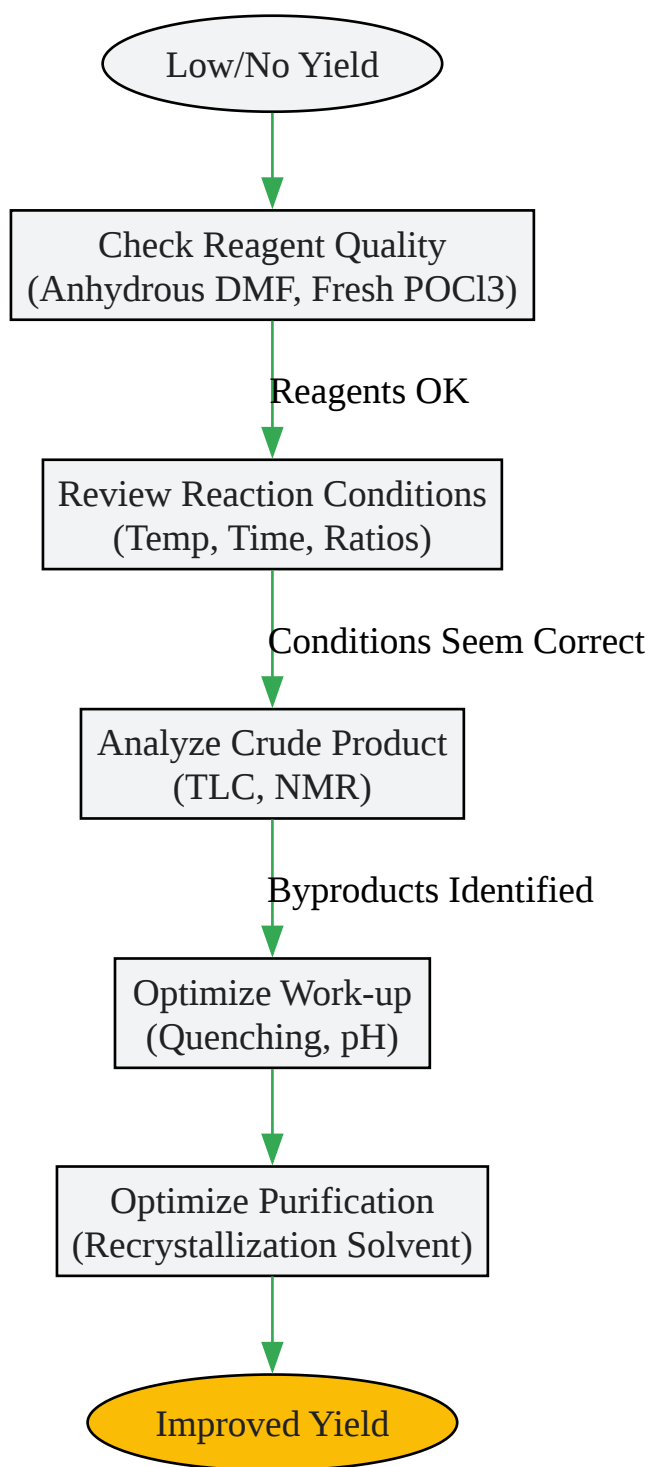 Low/No Yield
Check Reagent Quality
(Anhydrous DMF, Fresh POCl3)
Reagents OK
Review Reaction Conditions
(Temp, Time, Ratios)
Conditions Seem Correct
Analyze Crude Product
(TLC, NMR)
Byproducts Identified
Optimize Work-up
(Quenching, pH)
Optimize Purification
(Recrystallization Solvent)
Improved Yield